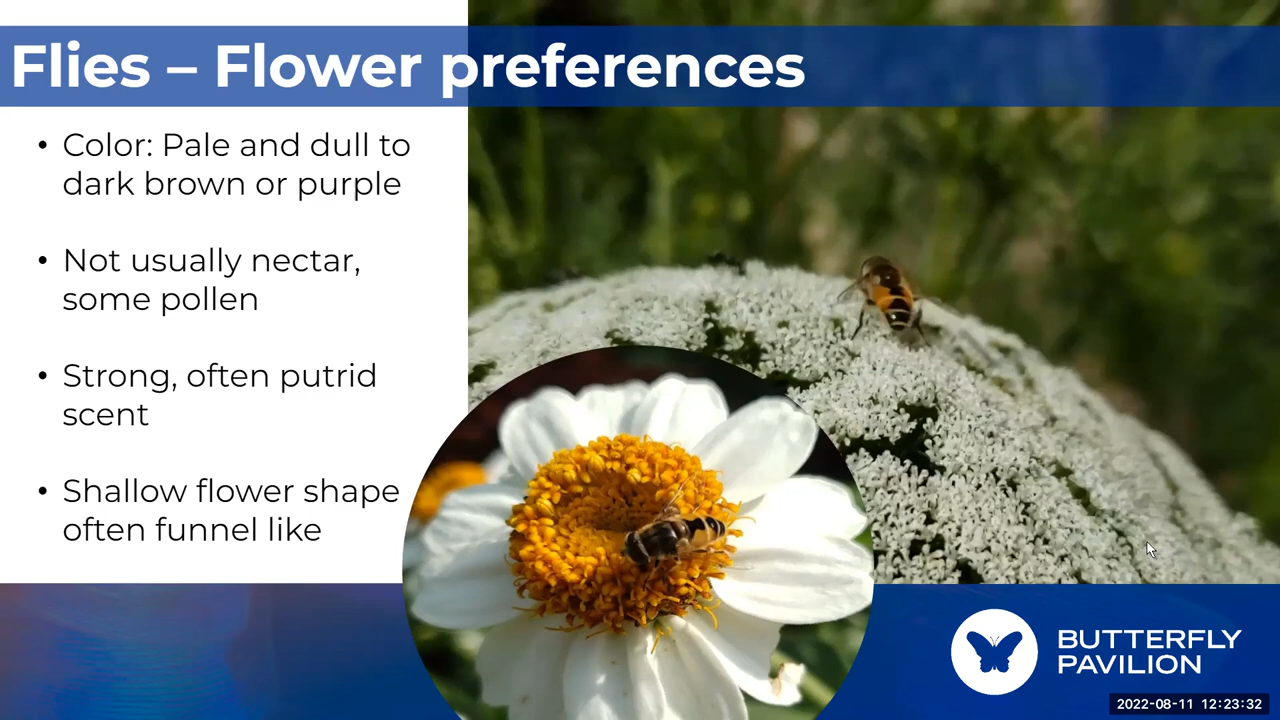 Flies – Flower preferences
• Color: Pale and dull to
dark brown or purple
• Not usually nectar,
some pollen
• Strong, often putrid
scent
• Shallow flower shape
often funnel like
BUTTERFLY
PAVILION
2022-08-11 12:23:32